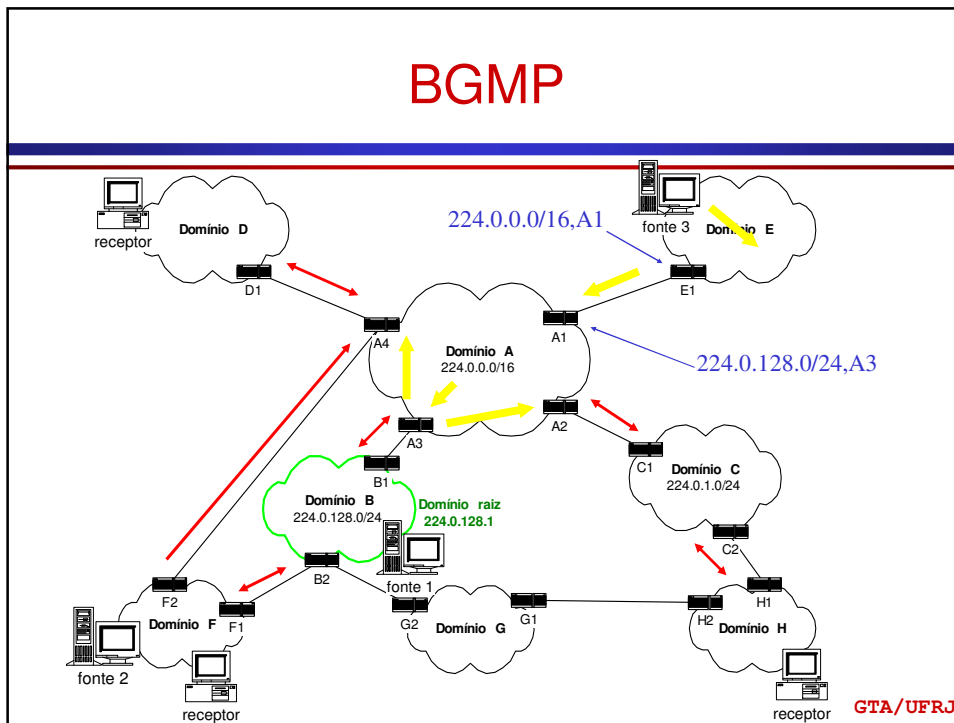 BGMP
receptor
Domínio D
D1
224.0.0.0/16,A1
fonte 3
Domínio E
E1
A4
A1
Domínio A
224.0.0.0/16
224.0.128.0/24,A3
A3
A2
B1
C1
Domínio B
224.0.128.0/24
Domínio raiz
224.0.128.1
Domínio C
224.0.1.0/24
B2
fonte 1
C2
F2
F1
Domínio F
G2
G1
Domínio G
H2
H1
Domínio H
fonte 2
receptor
receptor
GTA/UFRJ